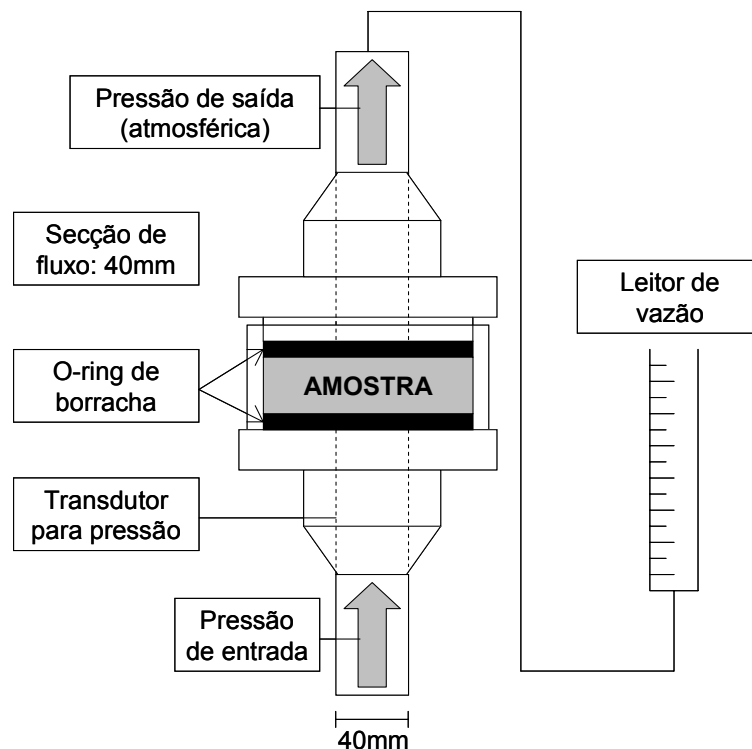 Pressão de saída
(atmosférica)
Secção de
fluxo: 40mm
Leitor de
vazão
O-ring de
borracha
AMOSTRA
Transdutor
para pressão
Pressão
de entrada
40mm